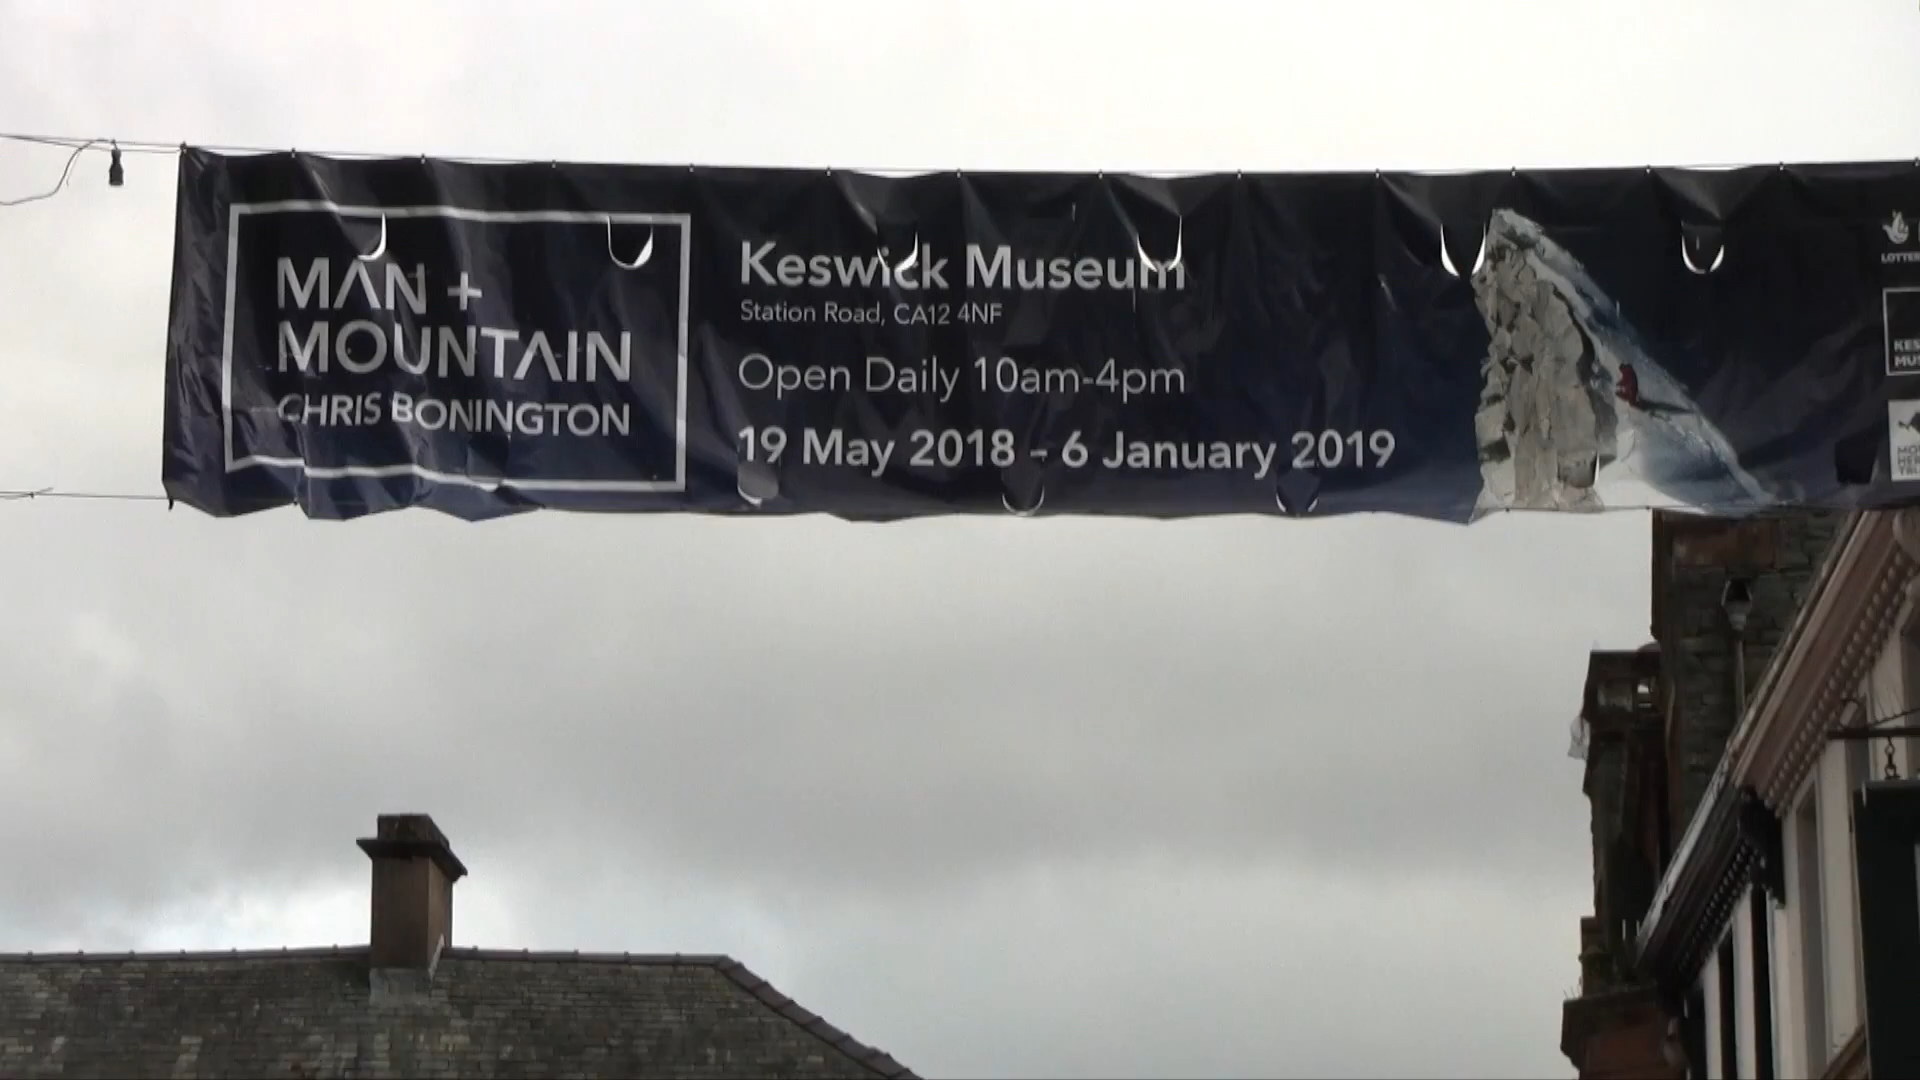 MAN +
MOUNTAIN
CHRIS BONINGTON
Keswick Museum
Station Road, CA12 4NF
Open Daily 10am-4pm
19 May 2018 - 6 January 2019